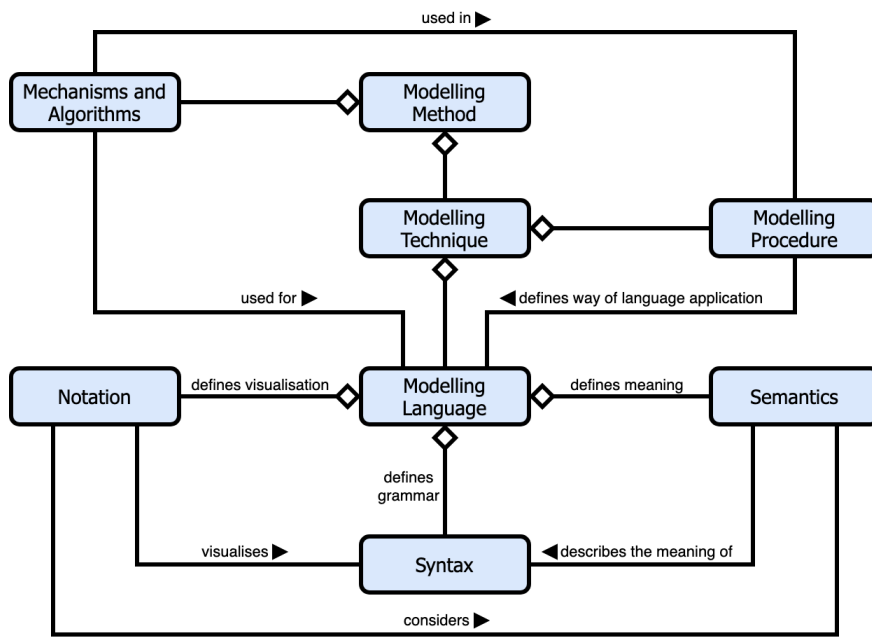 used in ▶
Mechanisms and
Algorithms
Modelling
Method
Modelling
Technique
Modelling
Procedure
used for ▶
◀ defines way of language application
Notation
defines visualisation
Modelling
Language
defines meaning
Semantics
defines
grammar
visualises ▶
Syntax
◀ describes the meaning of
considers ▶